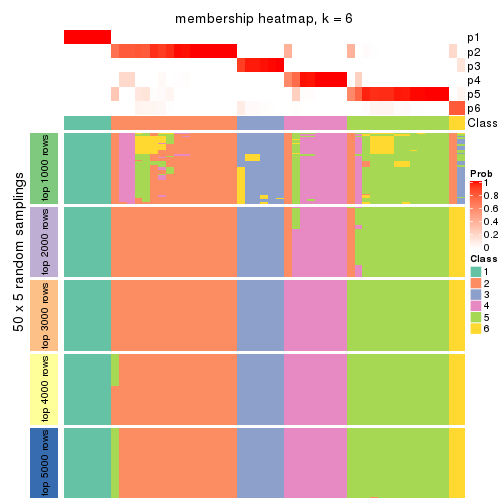 membership heatmap, k = 6
p1
p2
p3
p4
p5
p6
Class
50 x 5 random samplings
top 1000 rows
top 2000 rows
top 3000 rows
top 4000 rows
top 5000 rows
Prob
1
0.8
0.6
0.4
0.2
0
Class
1
2
3
4
5
6